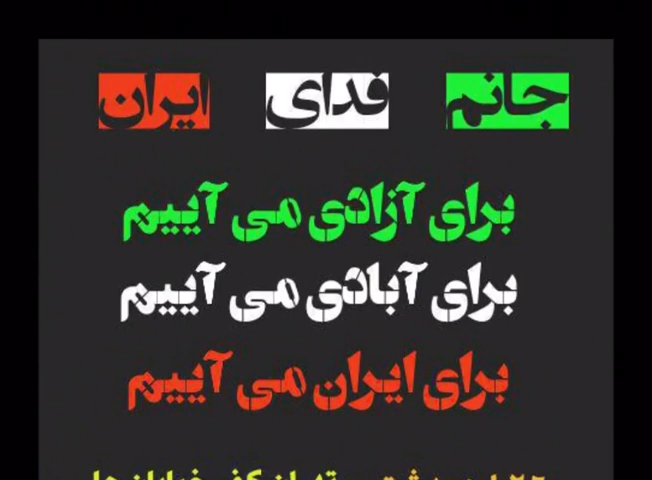 جانم فدای ایران
برای آزادی می آییم
برای آبادی می آییم
برای ایران می آییم